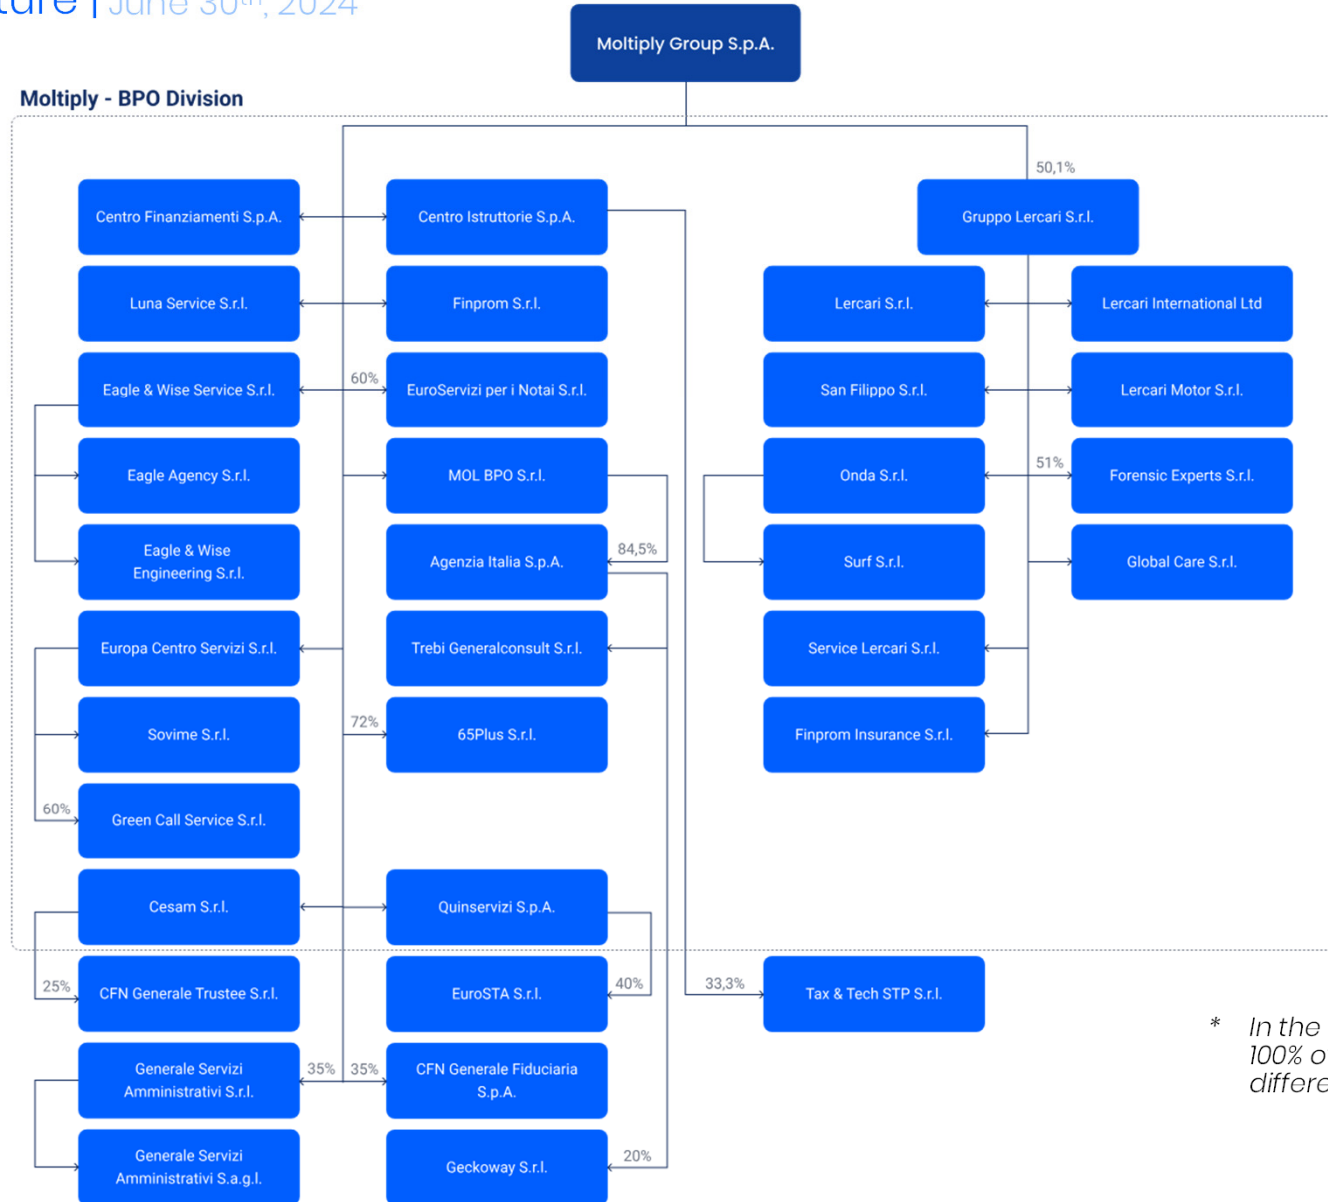 June 30th, 2024
Moltiply Group S.p.A.
Moltiply - BPO Division
50,1%
Centro Finanziamenti S.p.A.
Centro Istruttorie S.p.A.
Gruppo Lercari S.r.l.
Luna Service S.r.l.
Finprom S.r.l.
Lercari S.r.l.
Lercari International Ltd
Eagle & Wise Service S.r.l.
60%
EuroServizi per i Notai S.r.l.
San Filippo S.r.l.
Lercari Motor S.r.l.
Eagle Agency S.r.l.
MOL BPO S.r.l.
Onda S.r.l.
51%
Forensic Experts S.r.l.
Eagle & Wise
Engineering S.r.l.
Agenzia Italia S.p.A.
84,5%
Surf S.r.l.
Global Care S.r.l.
Europa Centro Servizi S.r.l.
Trebi Generalconsult S.r.l.
Service Lercari S.r.l.
Sovime S.r.l.
72%
65Plus S.r.l.
Finprom Insurance S.r.l.
60%
Green Call Service S.r.l.
Cesam S.r.l.
Quinservizi S.p.A.
25%
CFN Generale Trustee S.r.l.
EuroSTA S.r.l.
40%
33,3%
Tax & Tech STP S.r.l.
* In the
100% o
differe
Generale Servizi
Amministrativi S.r.l.
35%
35%
CFN Generale Fiduciaria
S.p.A.
Generale Servizi
Amministrativi S.a.g.l.
Geckoway S.r.l.
20%